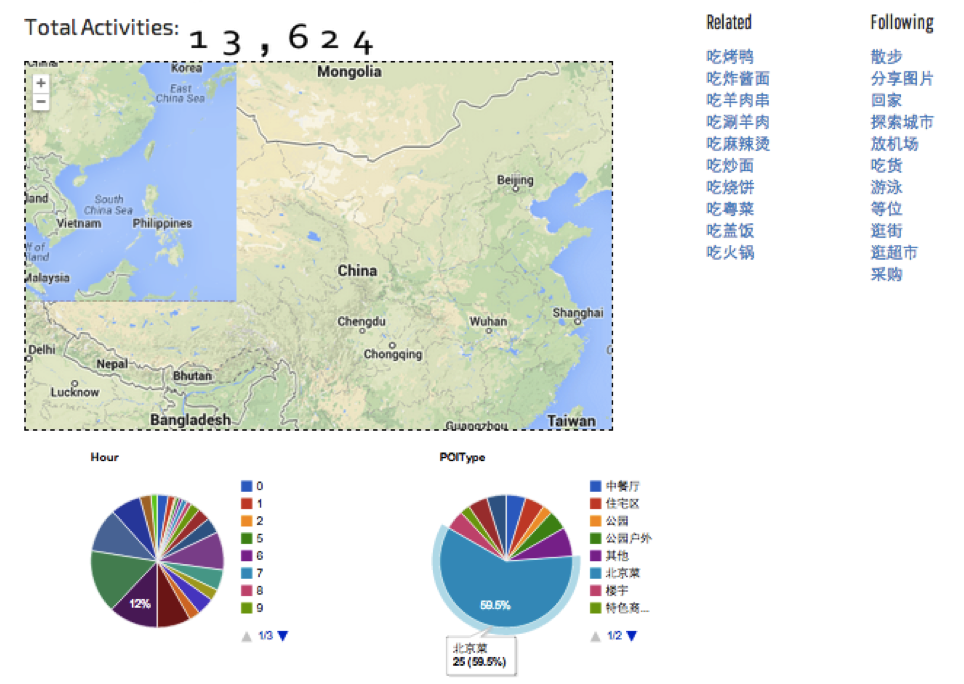 Total Activities: 13,624
Related
吃烤鸭
吃炸酱面
吃羊肉串
吃涮羊肉
吃麻辣烫
吃炒面
吃烧饼
吃粤菜
吃盖饭
吃火锅
Following
散步
分享图片
回家
探索城市
放机场
吃货
游泳
等位
逛街
逛超市
采购
+
−
China
Korea
East
China Sea
South
China Sea
Vietnam
Philippines
Malaysia
Mongolia
Beijing
China
Chengdu
Wuhan
Shanghai
Chongqing
Delhi
Nepal
Bhutan
Lucknow
Bangladesh
Guangzhou
Taiwan
Hour
12%
0
1
2
5
6
7
8
9
1/3
POIType
59.5%
北京菜
25 (59.5%)
中餐厅
住宅区
公园
公园户外
其他
北京菜
楼宇
特色商...
1/2